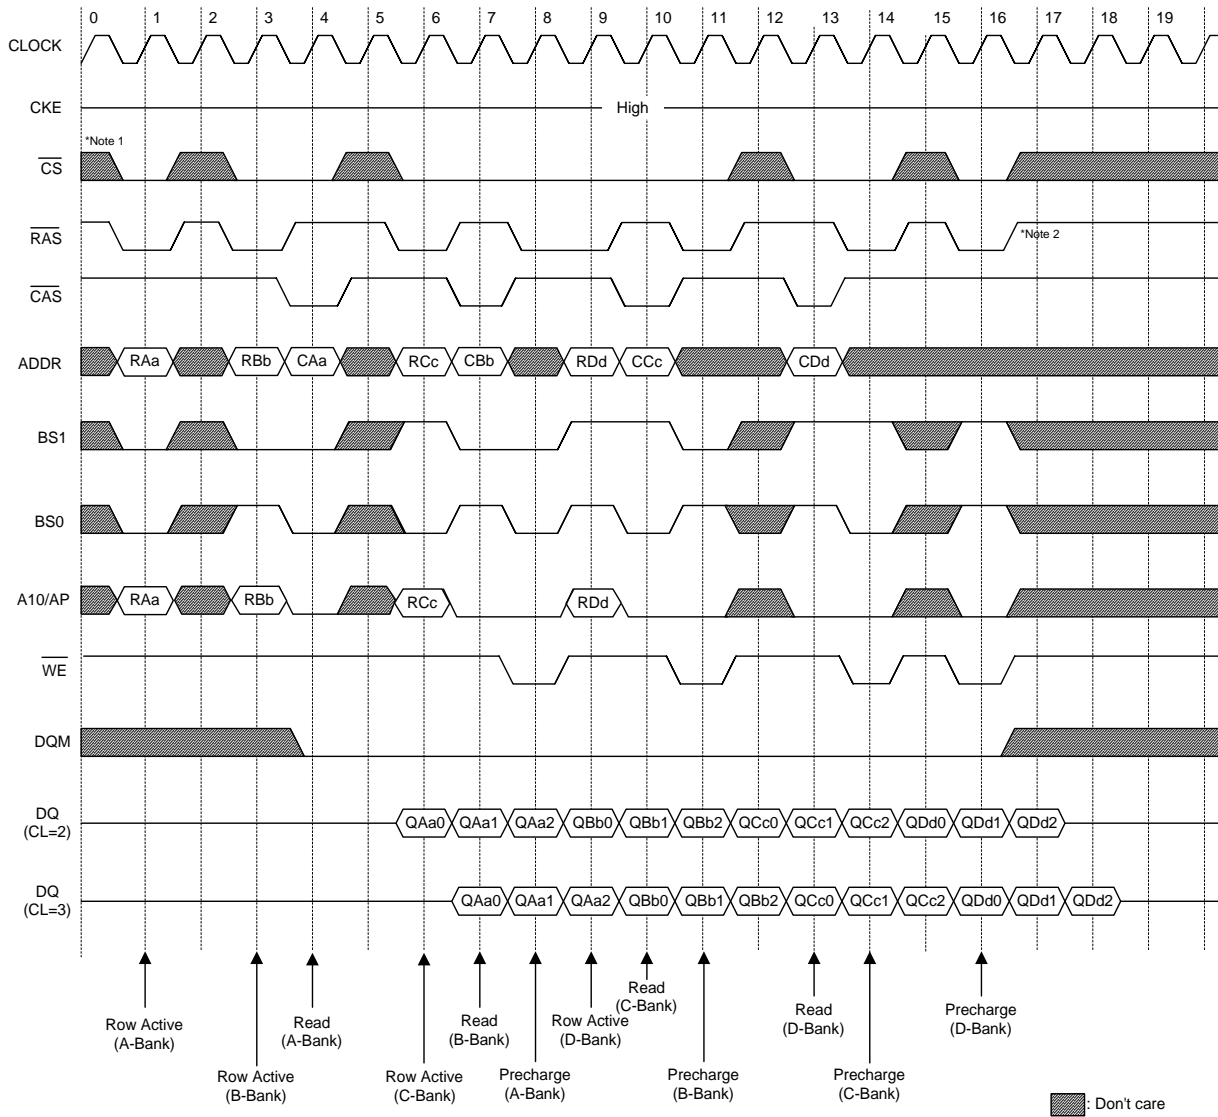 0 1 2 3 4 5 6 7 8 9 10 11 12 13 14 15 16 17 18 19
CLOCK
CKE
High
*Note 1
CS
RAS
*Note 2
CAS
ADDR
RAa RBb CAa RCc CBb RDd CCc CDd
BS1
BS0
A10/AP
RAa RBb RCc RDd
WE
DQM
DQ
(CL=2)
QAa0 QAa1 QAa2 QBb0 QBb1 QBb2 QCc0 QCc1 QCc2 QDd0 QDd1 QDd2
DQ
(CL=3)
QAa0 QAa1 QAa2 QBb0 QBb1 QBb2 QCc0 QCc1 QCc2 QDd0 QDd1 QDd2
Row Active
(A-Bank)
Row Active
(B-Bank)
Read
(A-Bank)
Row Active
(C-Bank)
Read
(B-Bank)
Precharge
(A-Bank)
Row Active
(D-Bank)
Read
(C-Bank)
Precharge
(B-Bank)
Read
(D-Bank)
Precharge
(C-Bank)
Precharge
(D-Bank)
: Don't care